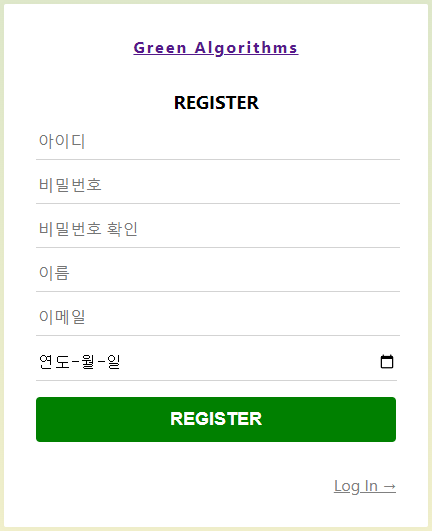 Green Algorithms
REGISTER
아이디
비밀번호
비밀번호 확인
이름
이메일
연도-월-일
REGISTER
Log In →